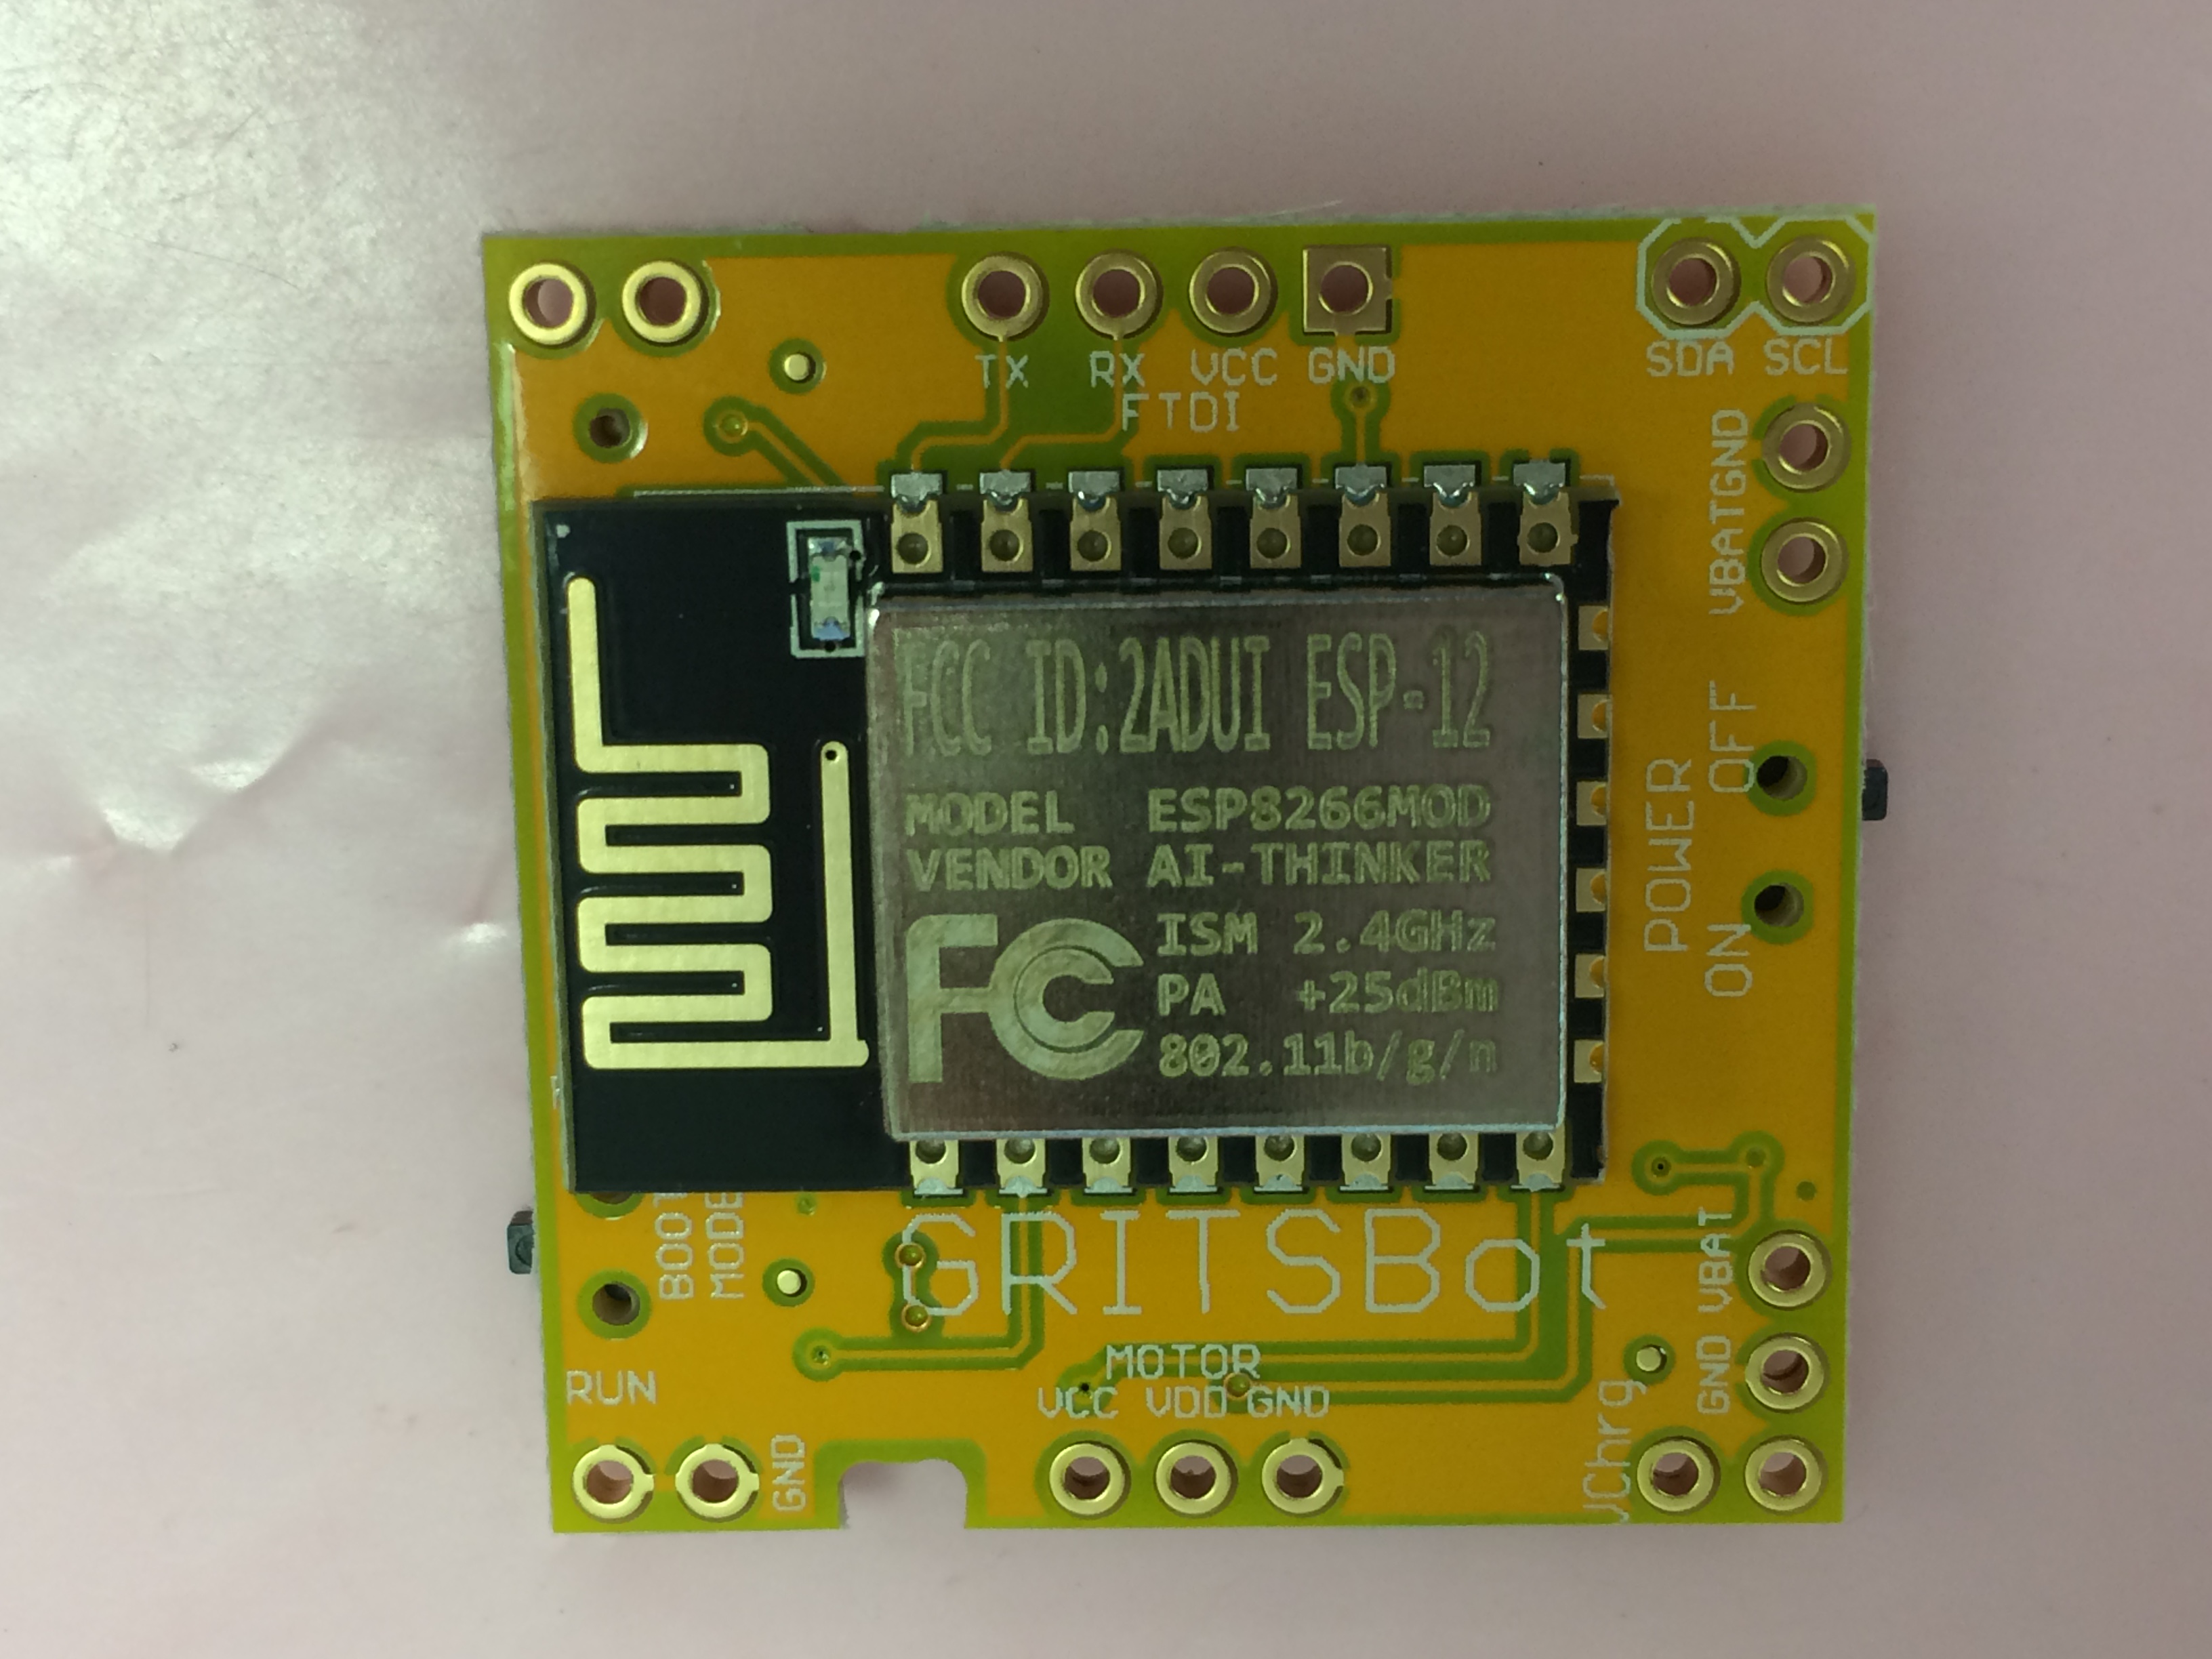 SCL
SDA
GND
VBAT
OFF
ON
POWER
VBAT
GND
VChrg
GND
VCC
RX
TX
FTDI
FCC ID:2ADUI ESP-12
MODEL ESP8266MOD
VENDOR AI-THINKER
FC
ISM 2.4GHz
PA +25dBm
802.11b/g/n
GRITSBot
MOTOR
VCC VDD GND
GND
BOOT
MODE
RUN